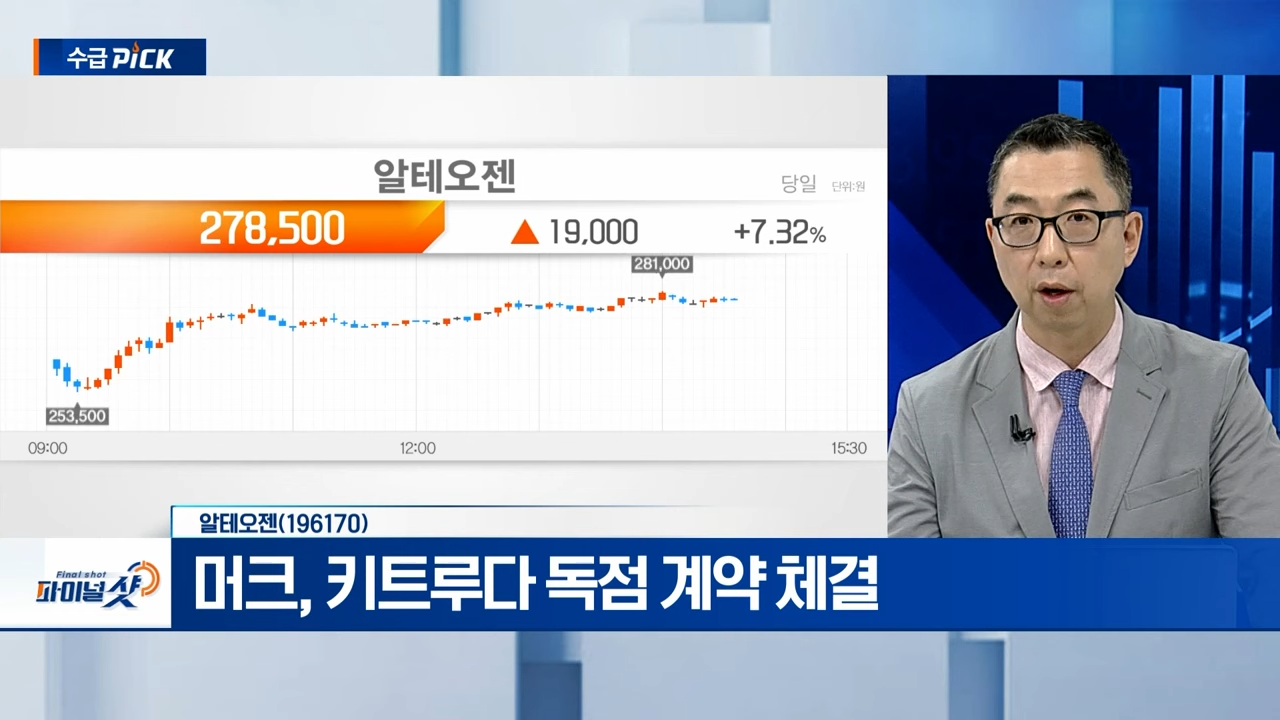 수급 PiCK
알테오젠
당일 단위:원
278,500 ▲ 19,000 +7.32%
281,000
253,500
09:00 12:00 15:30
알테오젠(196170)
Final shot
파이널샷
머크, 키트루다 독점 계약 체결